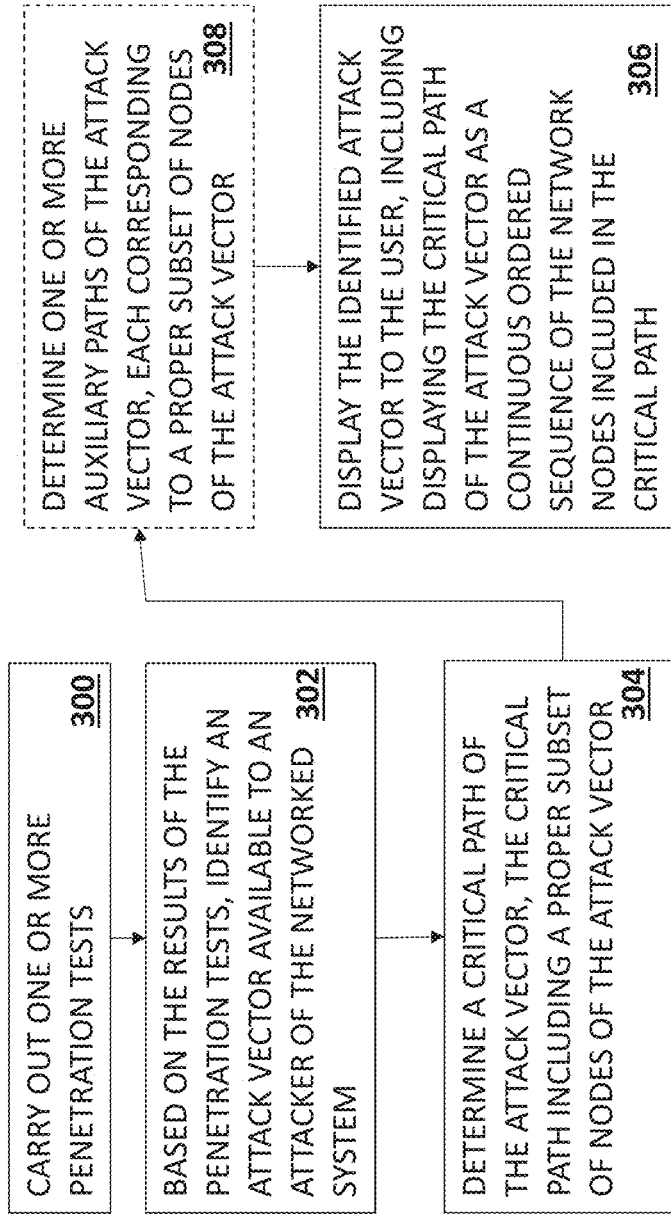 CARRY OUT ONE OR MORE
PENETRATION TESTS
300
BASED ON THE RESULTS OF THE
PENETRATION TESTS, IDENTIFY AN
ATTACK VECTOR AVAILABLE TO AN
ATTACKER OF THE NETWORKED
SYSTEM
302
DETERMINE A CRITICAL PATH OF
THE ATTACK VECTOR, THE CRITICAL
PATH INCLUDING A PROPER SUBSET
OF NODES OF THE ATTACK VECTOR
304
DETERMINE ONE OR MORE
AUXILIARY PATHS OF THE ATTACK
VECTOR, EACH CORRESPONDING
TO A PROPER SUBSET OF NODES
OF THE ATTACK VECTOR
308
DISPLAY THE IDENTIFIED ATTACK
VECTOR TO THE USER, INCLUDING
DISPLAYING THE CRITICAL PATH
OF THE ATTACK VECTOR AS A
CONTINUOUS ORDERED
SEQUENCE OF THE NETWORK
NODES INCLUDED IN THE
CRITICAL PATH
306